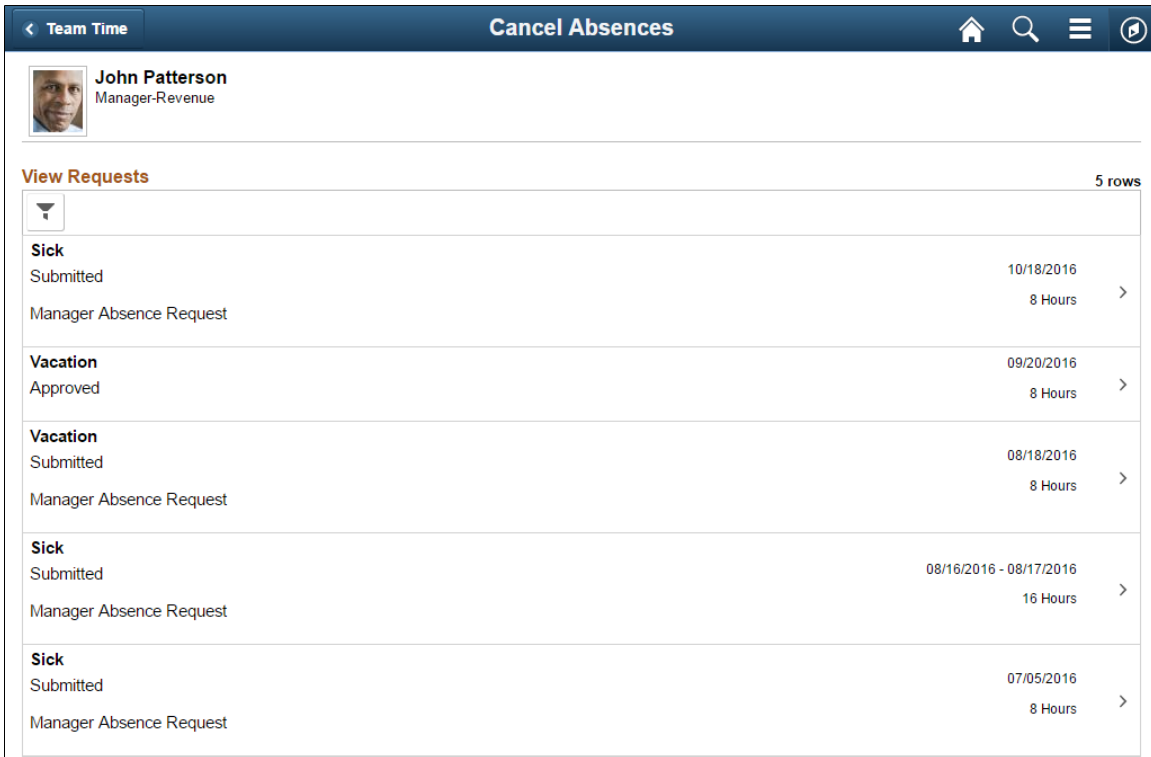 Team Time
Cancel Absences
John Patterson
Manager-Revenue
View Requests
5 rows
Sick
Submitted
10/18/2016
8 Hours
Manager Absence Request
Vacation
09/20/2016
Approved
8 Hours
Vacation
Submitted
08/18/2016
8 Hours
Manager Absence Request
Sick
Submitted
08/16/2016 - 08/17/2016
16 Hours
Manager Absence Request
Sick
Submitted
07/05/2016
8 Hours
Manager Absence Request